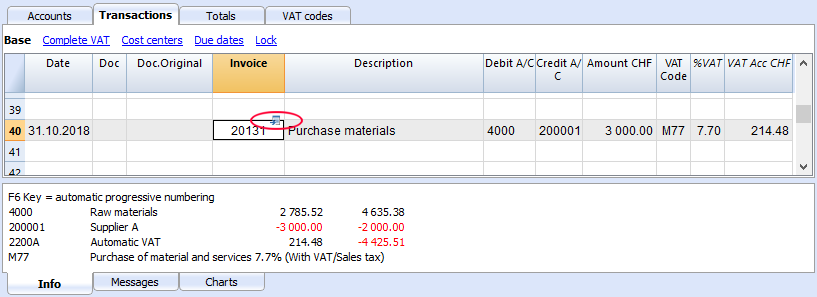 Accounts Transactions Totals VAT codes
Base Complete VAT Cost centers Due dates Lock
Date Doc Doc.Original Invoice Description Debit A/C Credit A/C Amount CHF VAT Code %VAT VAT Acc CHF
39
40 31.10.2018 20131 Purchase materials 4000 200001 3 000.00 M77 7.70 214.48
41
42
F6 Key = automatic progressive numbering
4000 Raw materials 2 785.52 4 635.38
200001 Supplier A -3 000.00 -2 000.00
2200A Automatic VAT 214.48 -4 425.51
M77 Purchase of material and services 7.7% (With VAT/Sales tax)
Info Messages Charts